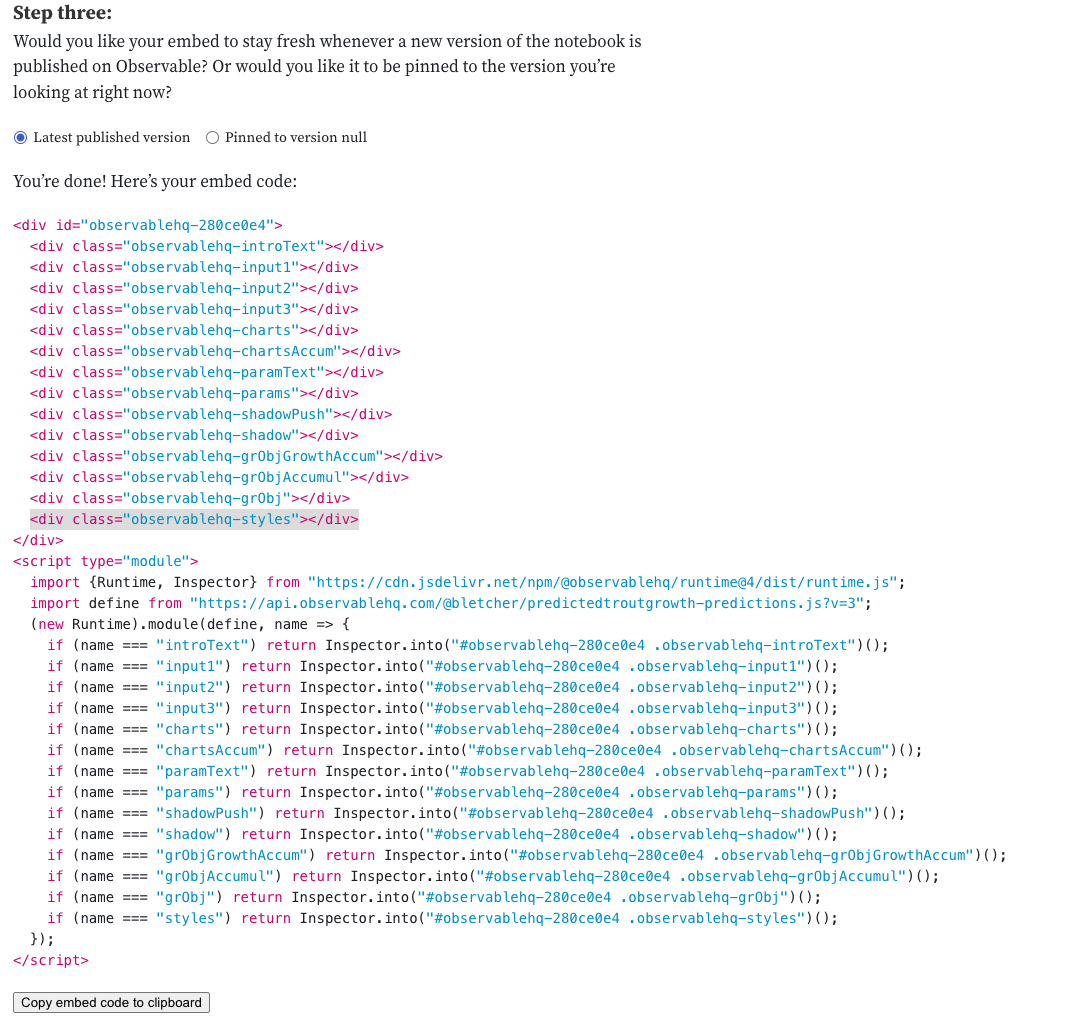 Step three:
Would you like your embed to stay fresh whenever a new version of the notebook is
published on Observable? Or would you like it to be pinned to the version you’re
looking at right now?
Latest published version Pinned to version null
You’re done! Here’s your embed code:
<div id="observablehq-280ce0e4">
  <div class="observablehq-introText"></div>
  <div class="observablehq-input1"></div>
  <div class="observablehq-input2"></div>
  <div class="observablehq-input3"></div>
  <div class="observablehq-charts"></div>
  <div class="observablehq-chartsAccum"></div>
  <div class="observablehq-paramText"></div>
  <div class="observablehq-params"></div>
  <div class="observablehq-shadowPush"></div>
  <div class="observablehq-shadow"></div>
  <div class="observablehq-grObjGrowthAccum"></div>
  <div class="observablehq-grObjAccumul"></div>
  <div class="observablehq-grObj"></div>
  <div class="observablehq-styles"></div>
</div>
<script type="module">
  import {Runtime, Inspector} from "https://cdn.jsdelivr.net/npm/@observablehq/runtime@4/dist/runtime.js";
  import define from "https://api.observablehq.com/@bletcher/predictedtroutgrowth-predictions.js?v=3";
  (new Runtime).module(define, name => {
    if (name === "introText") return Inspector.into("#observablehq-280ce0e4 .observablehq-introText")();
    if (name === "input1") return Inspector.into("#observablehq-280ce0e4 .observablehq-input1")();
    if (name === "input2") return Inspector.into("#observablehq-280ce0e4 .observablehq-input2")();
    if (name === "input3") return Inspector.into("#observablehq-280ce0e4 .observablehq-input3")();
    if (name === "charts") return Inspector.into("#observablehq-280ce0e4 .observablehq-charts")();
    if (name === "chartsAccum") return Inspector.into("#observablehq-280ce0e4 .observablehq-chartsAccum")();
    if (name === "paramText") return Inspector.into("#observablehq-280ce0e4 .observablehq-paramText")();
    if (name === "params") return Inspector.into("#observablehq-280ce0e4 .observablehq-params")();
    if (name === "shadowPush") return Inspector.into("#observablehq-280ce0e4 .observablehq-shadowPush")();
    if (name === "shadow") return Inspector.into("#observablehq-280ce0e4 .observablehq-shadow")();
    if (name === "grObjGrowthAccum") return Inspector.into("#observablehq-280ce0e4 .observablehq-grObjGrowthAccum")();
    if (name === "grObjAccumul") return Inspector.into("#observablehq-280ce0e4 .observablehq-grObjAccumul")();
    if (name === "grObj") return Inspector.into("#observablehq-280ce0e4 .observablehq-grObj")();
    if (name === "styles") return Inspector.into("#observablehq-280ce0e4 .observablehq-styles")();
  });
</script>
Copy embed code to clipboard